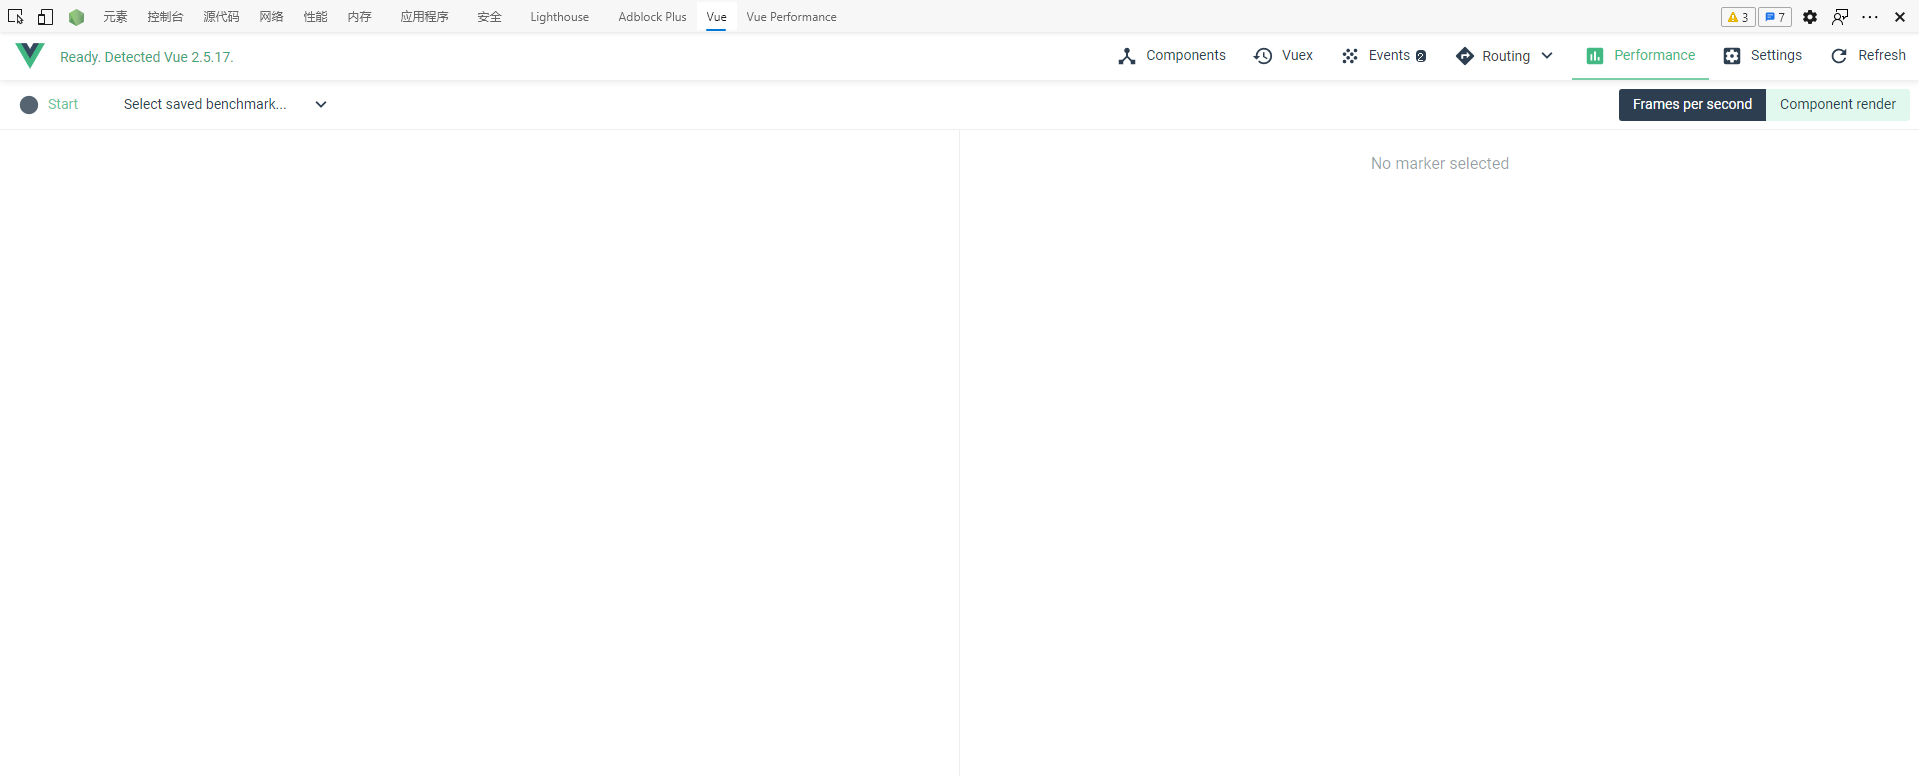 元素 控制台 源代码 网络 性能 内存 应用程序 安全 Lighthouse Adblock Plus Vue Vue Performance 3 7
Ready. Detected Vue 2.5.17. Components Vuex Events 2 Routing Performance Settings Refresh
Start Select saved benchmark... Frames per second Component render
No marker selected